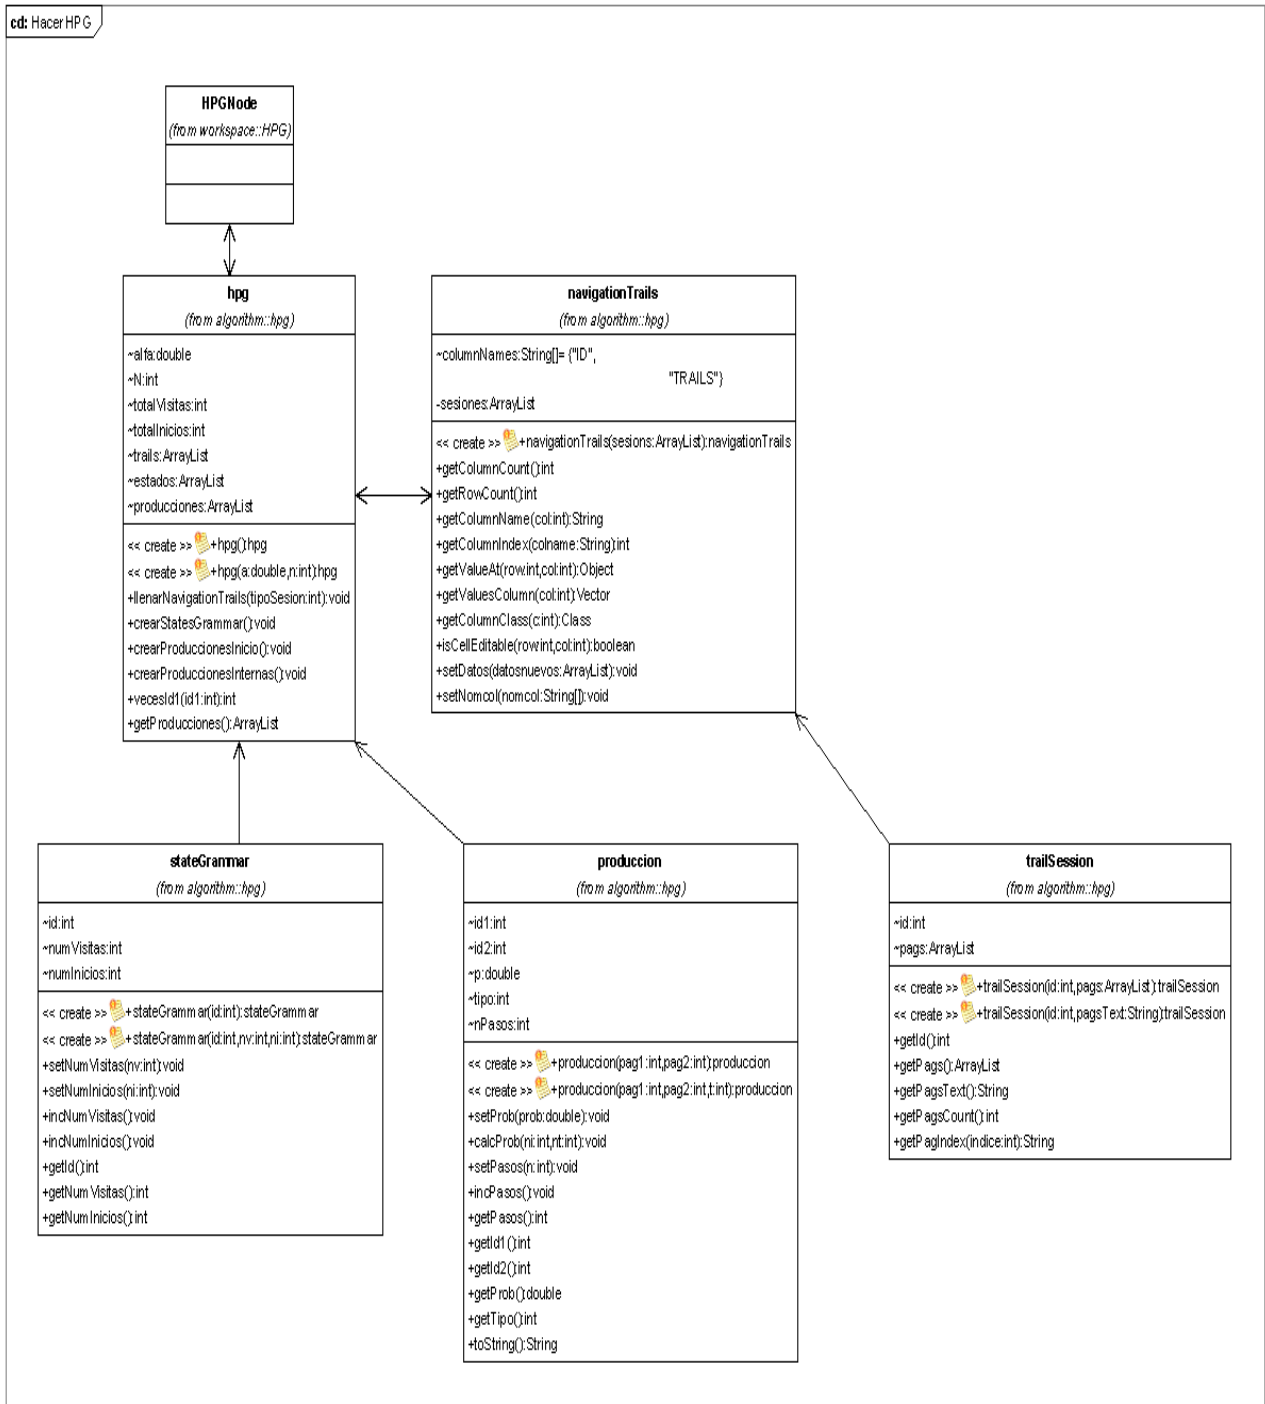 cd: Hacer HPG
HPGNode
(from workspace::HPG)
hpg
(from algorithm::hpg)
~alfa:double
~N:int
~totalVisitas:int
~totalInicios:int
~trails:ArrayList
~estados:ArrayList
~producciones:ArrayList
<< create >> +hpg():hpg
<< create >> +hpg(a:double,n:int):hpg
+llenarNavigationTrails(tipoSesion:int):void
+crearStatesGrammar():void
+crearProduccionesInicio():void
+crearProduccionesInternas():void
+vecesId1(id1:int):int
+getProducciones():ArrayList
navigationTrails
(from algorithm::hpg)
~columnNames:String[]= {"ID",
"TRAILS"}
-sesiones:ArrayList
<< create >> +navigationTrails(sesions:ArrayList):navigationTrails
+getColumnCount():int
+getRowCount():int
+getColumnName(col:int):String
+getColumnIndex(colname:String):int
+getValueAt(row:int,col:int):Object
+getValuesColumn(col:int):Vector
+getColumnClass(c:int):Class
+isCellEditable(row:int,col:int):boolean
+setDatos(datosnuevos:ArrayList):void
+setNomcol(nomcol:String[]):void
stateGrammar
(from algorithm::hpg)
~id:int
~numVisitas:int
~numInicios:int
<< create >> +stateGrammar(id:int):stateGrammar
<< create >> +stateGrammar(id:int,nv:int,ni:int):stateGrammar
+setNumVisitas(nv:int):void
+setNumInicios(ni:int):void
+incNumVisitas():void
+incNumInicios():void
+getId():int
+getNumVisitas():int
+getNumInicios():int
produccion
(from algorithm::hpg)
~id1:int
~id2:int
~p:double
~tipo:int
~nPasos:int
<< create >> +produccion(pag1:int,pag2:int):produccion
<< create >> +produccion(pag1:int,pag2:int,t:int):produccion
+setProb(prob:double):void
+calcProb(ni:int,nt:int):void
+setPasos(n:int):void
+incPasos():void
+getPasos():int
+getId1():int
+getId2():int
+getProb():double
+getTipo():int
+toString():String
trailSession
(from algorithm::hpg)
~id:int
~pags:ArrayList
<< create >> +trailSession(id:int,pags:ArrayList):trailSession
<< create >> +trailSession(id:int,pagsText:String):trailSession
+getId():int
+getPags():ArrayList
+getPagsText():String
+getPagsCount():int
+getPagIndex(indice:int):String